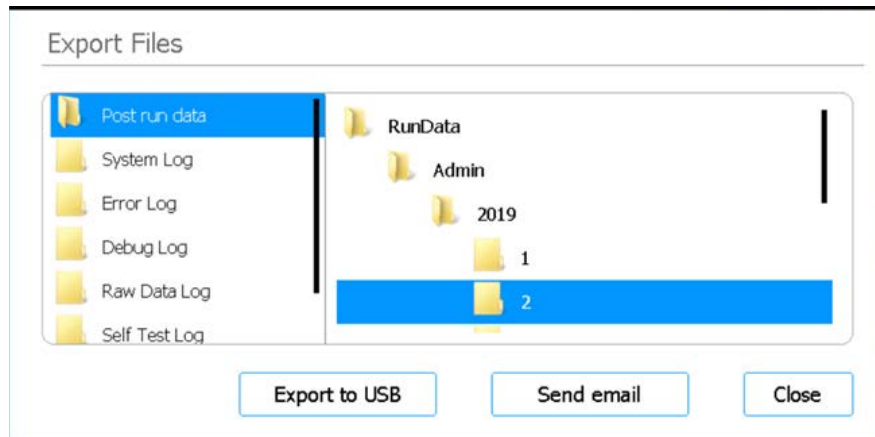 Export Files
Post run data
System Log
Error Log
Debug Log
Raw Data Log
Self Test Log
RunData
Admin
2019
1
2
Export to USB
Send email
Close